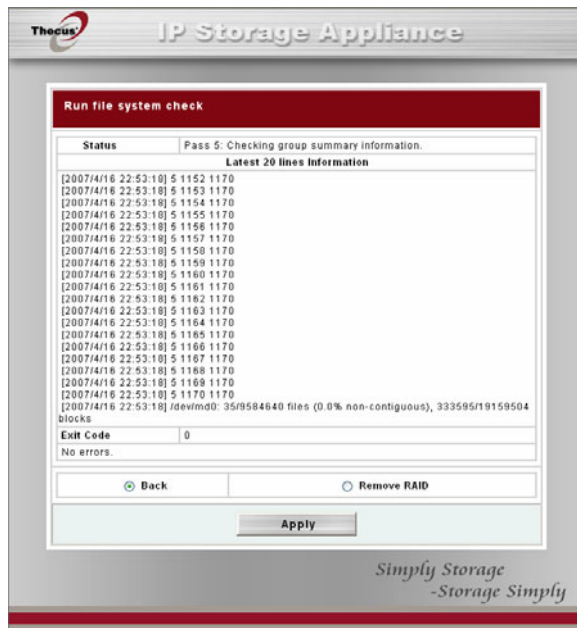 Thecus
IP Storage Appliance
Run file system check
Status Pass 5: Checking group summary information.
Latest 20 lines Information
[2007/4/16 22:53:18] 5 1152 1170
[2007/4/16 22:53:18] 5 1153 1170
[2007/4/16 22:53:18] 5 1154 1170
[2007/4/16 22:53:18] 5 1155 1170
[2007/4/16 22:53:18] 5 1156 1170
[2007/4/16 22:53:18] 5 1157 1170
[2007/4/16 22:53:18] 5 1158 1170
[2007/4/16 22:53:18] 5 1159 1170
[2007/4/16 22:53:18] 5 1160 1170
[2007/4/16 22:53:18] 5 1161 1170
[2007/4/16 22:53:18] 5 1162 1170
[2007/4/16 22:53:18] 5 1163 1170
[2007/4/16 22:53:18] 5 1164 1170
[2007/4/16 22:53:18] 5 1165 1170
[2007/4/16 22:53:18] 5 1166 1170
[2007/4/16 22:53:18] 5 1167 1170
[2007/4/16 22:53:18] 5 1168 1170
[2007/4/16 22:53:18] 5 1169 1170
[2007/4/16 22:53:18] 5 1170 1170
[2007/4/16 22:53:18] /dev/md0: 35/9584640 files (0.0% non-contiguous), 333595/19159504
blocks
Exit Code 0
No errors.
Back Remove RAID
Apply
Simply Storage
-Storage Simply